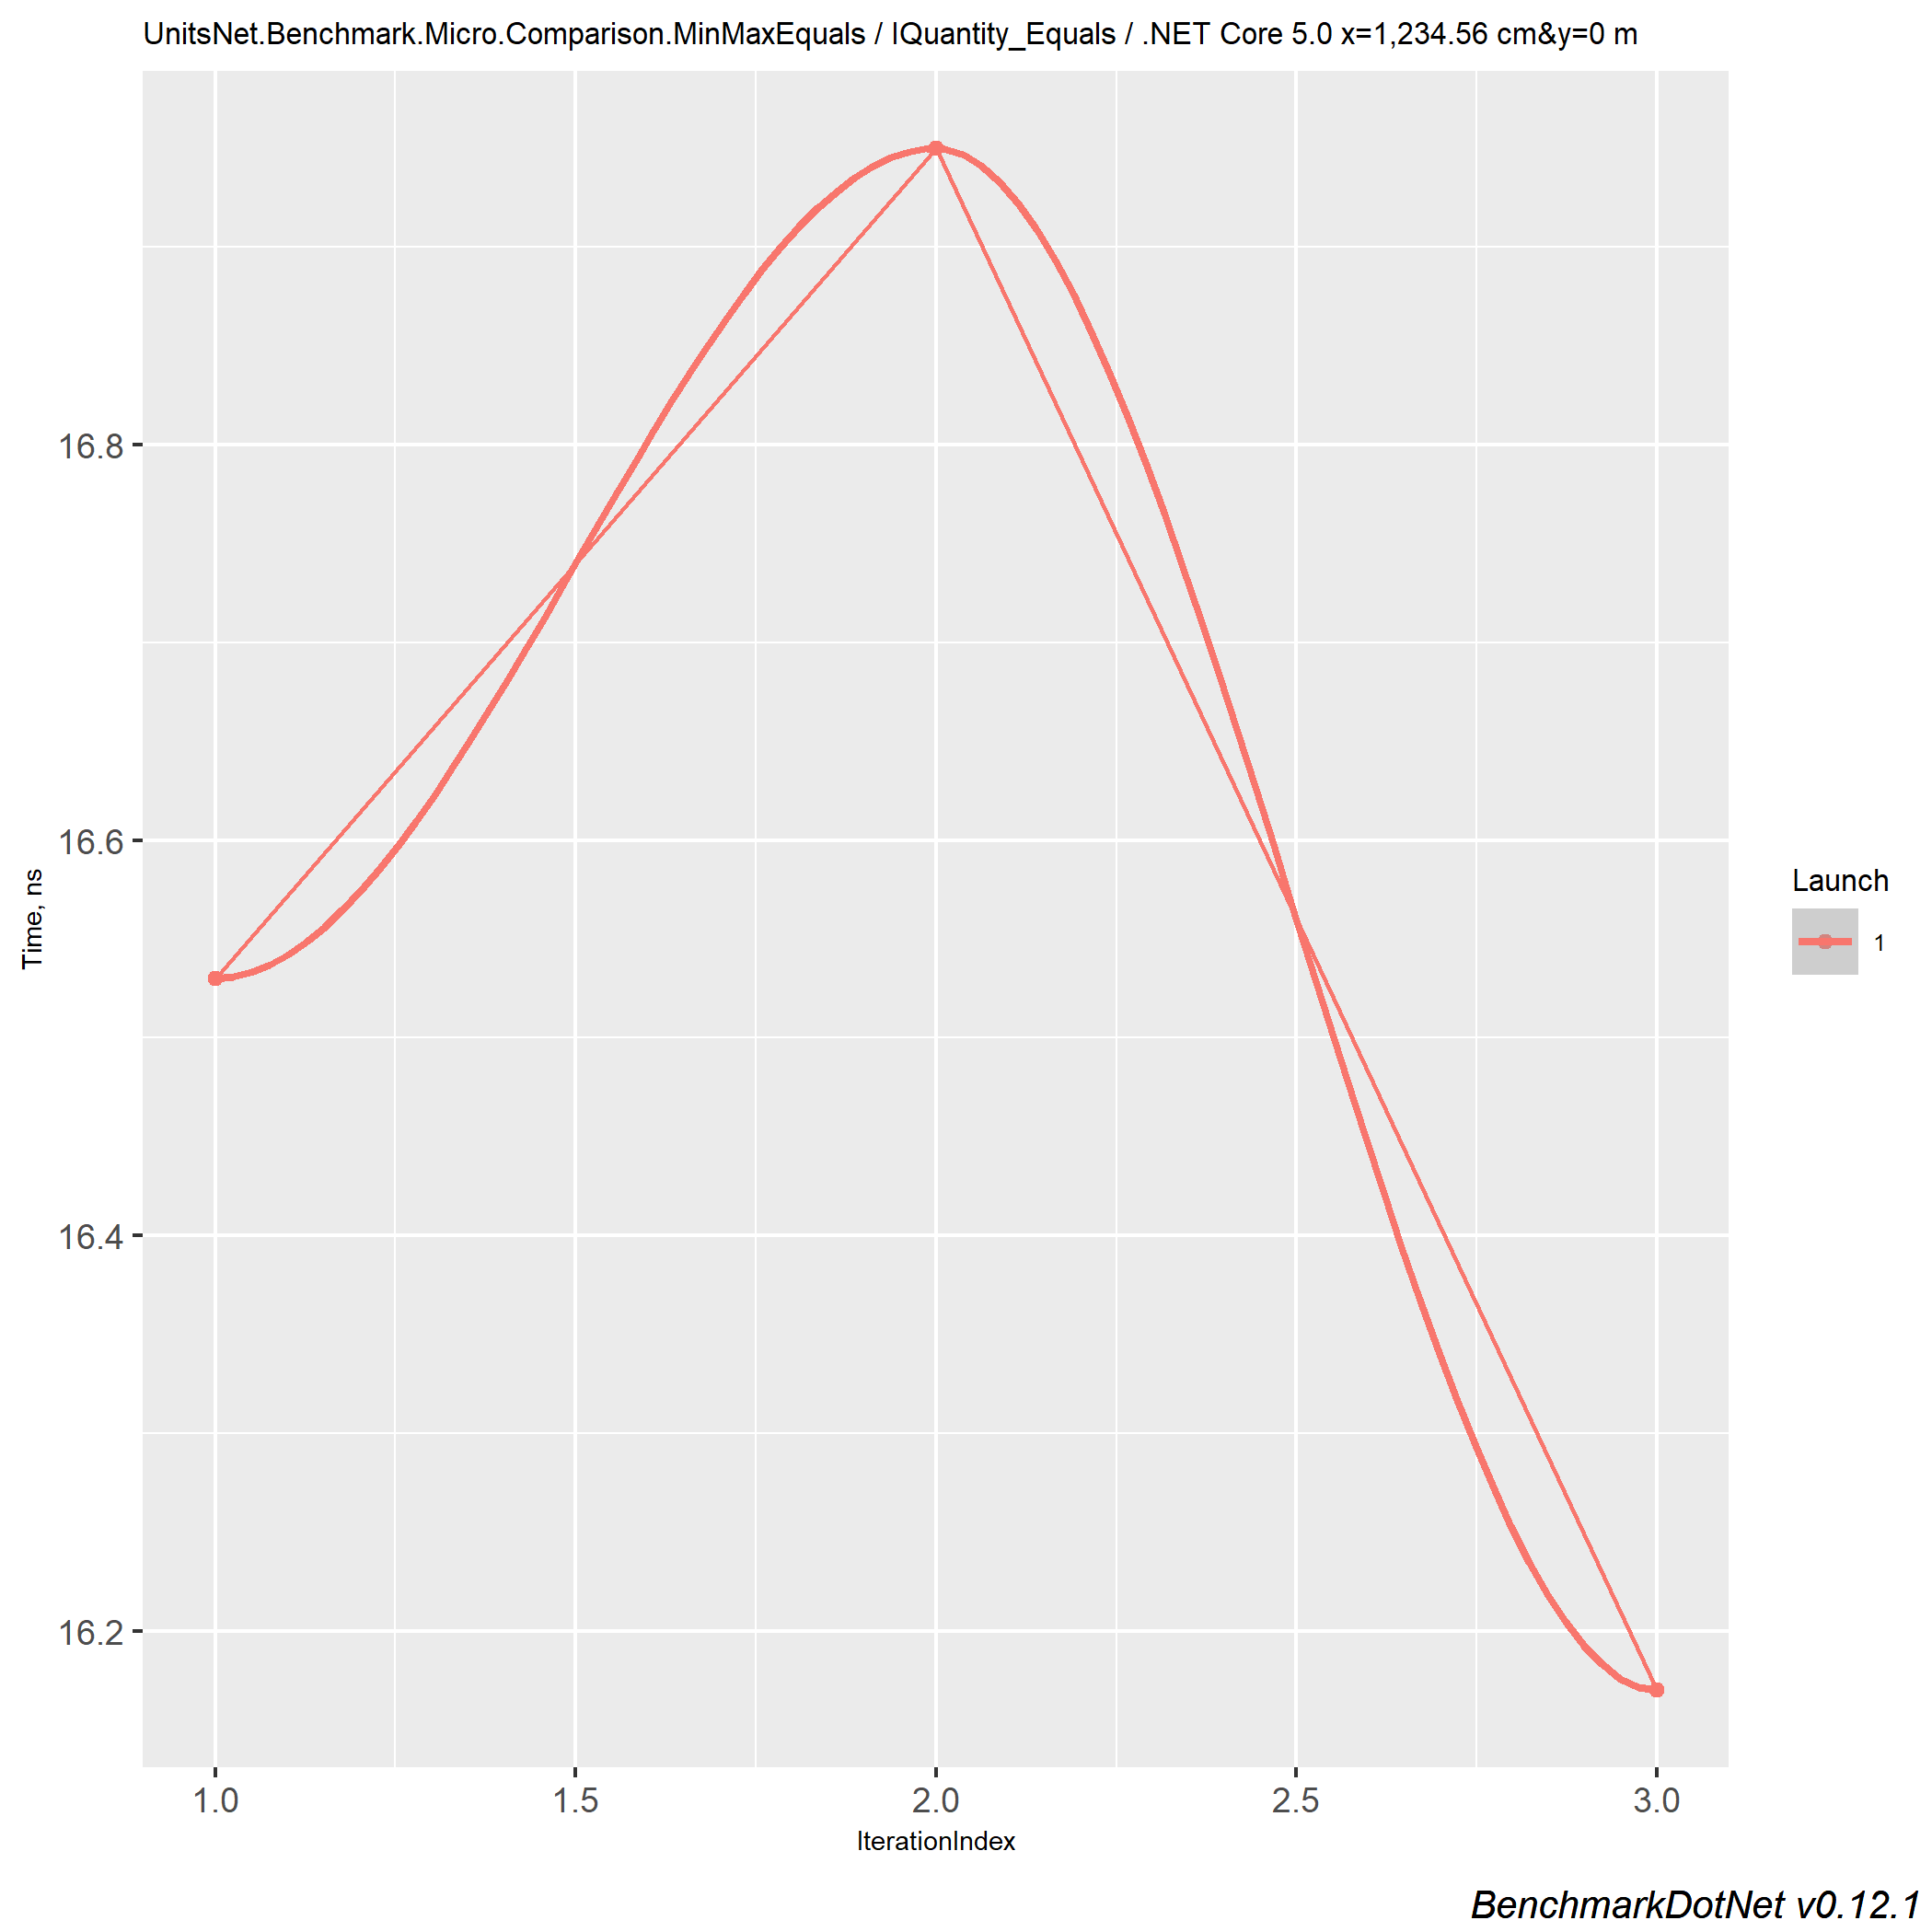 UnitsNet.Benchmark.Micro.Comparison.MinMaxEquals / IQuantity_Equals / .NET Core 5.0 x=1,234.56 cm&y=0 m
16.8
16.6
16.4
16.2
Time, ns
1.0 1.5 2.0 2.5 3.0
IterationIndex
Launch
1
BenchmarkDotNet v0.12.1